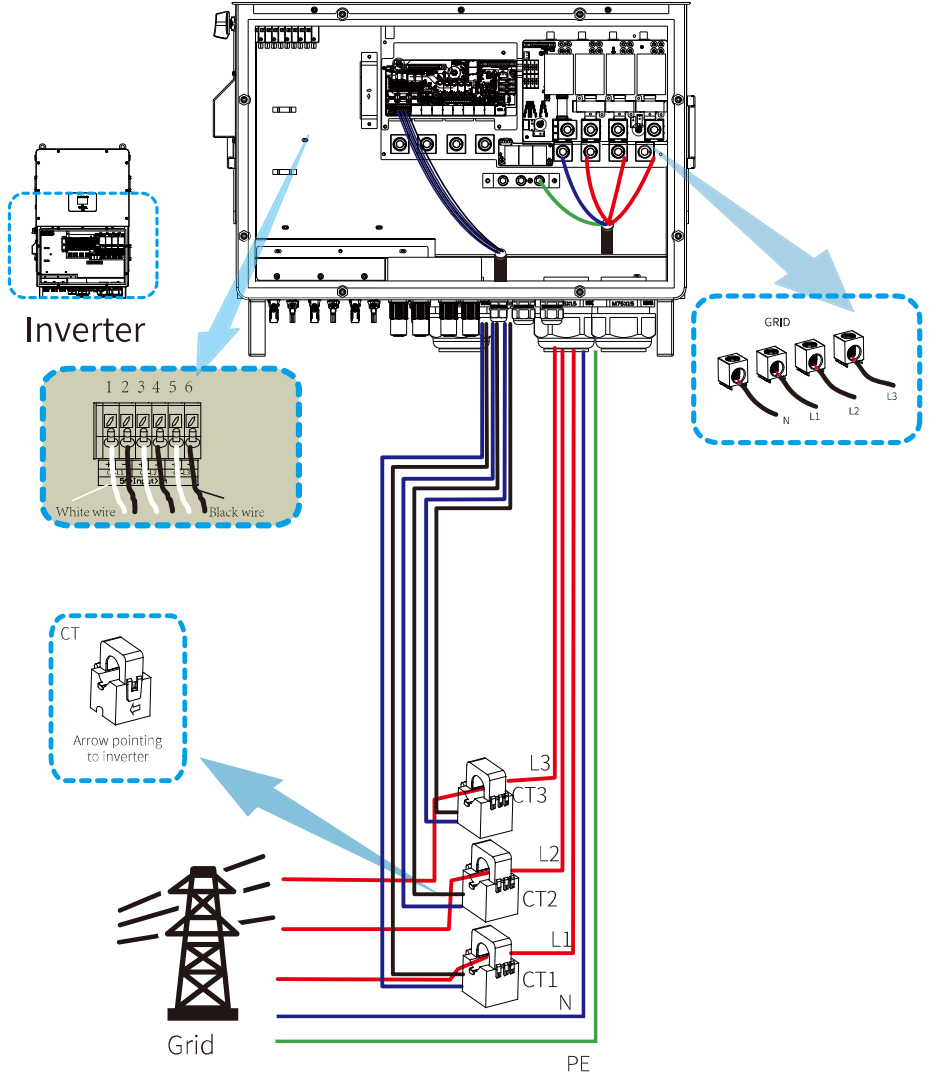 Inverter
1 2 3 4 5 6
White wire
Black wire
GRID
N
L1
L2
L3
CT
Arrow pointing
to inverter
L3
CT3
L2
CT2
L1
CT1
N
PE
Grid